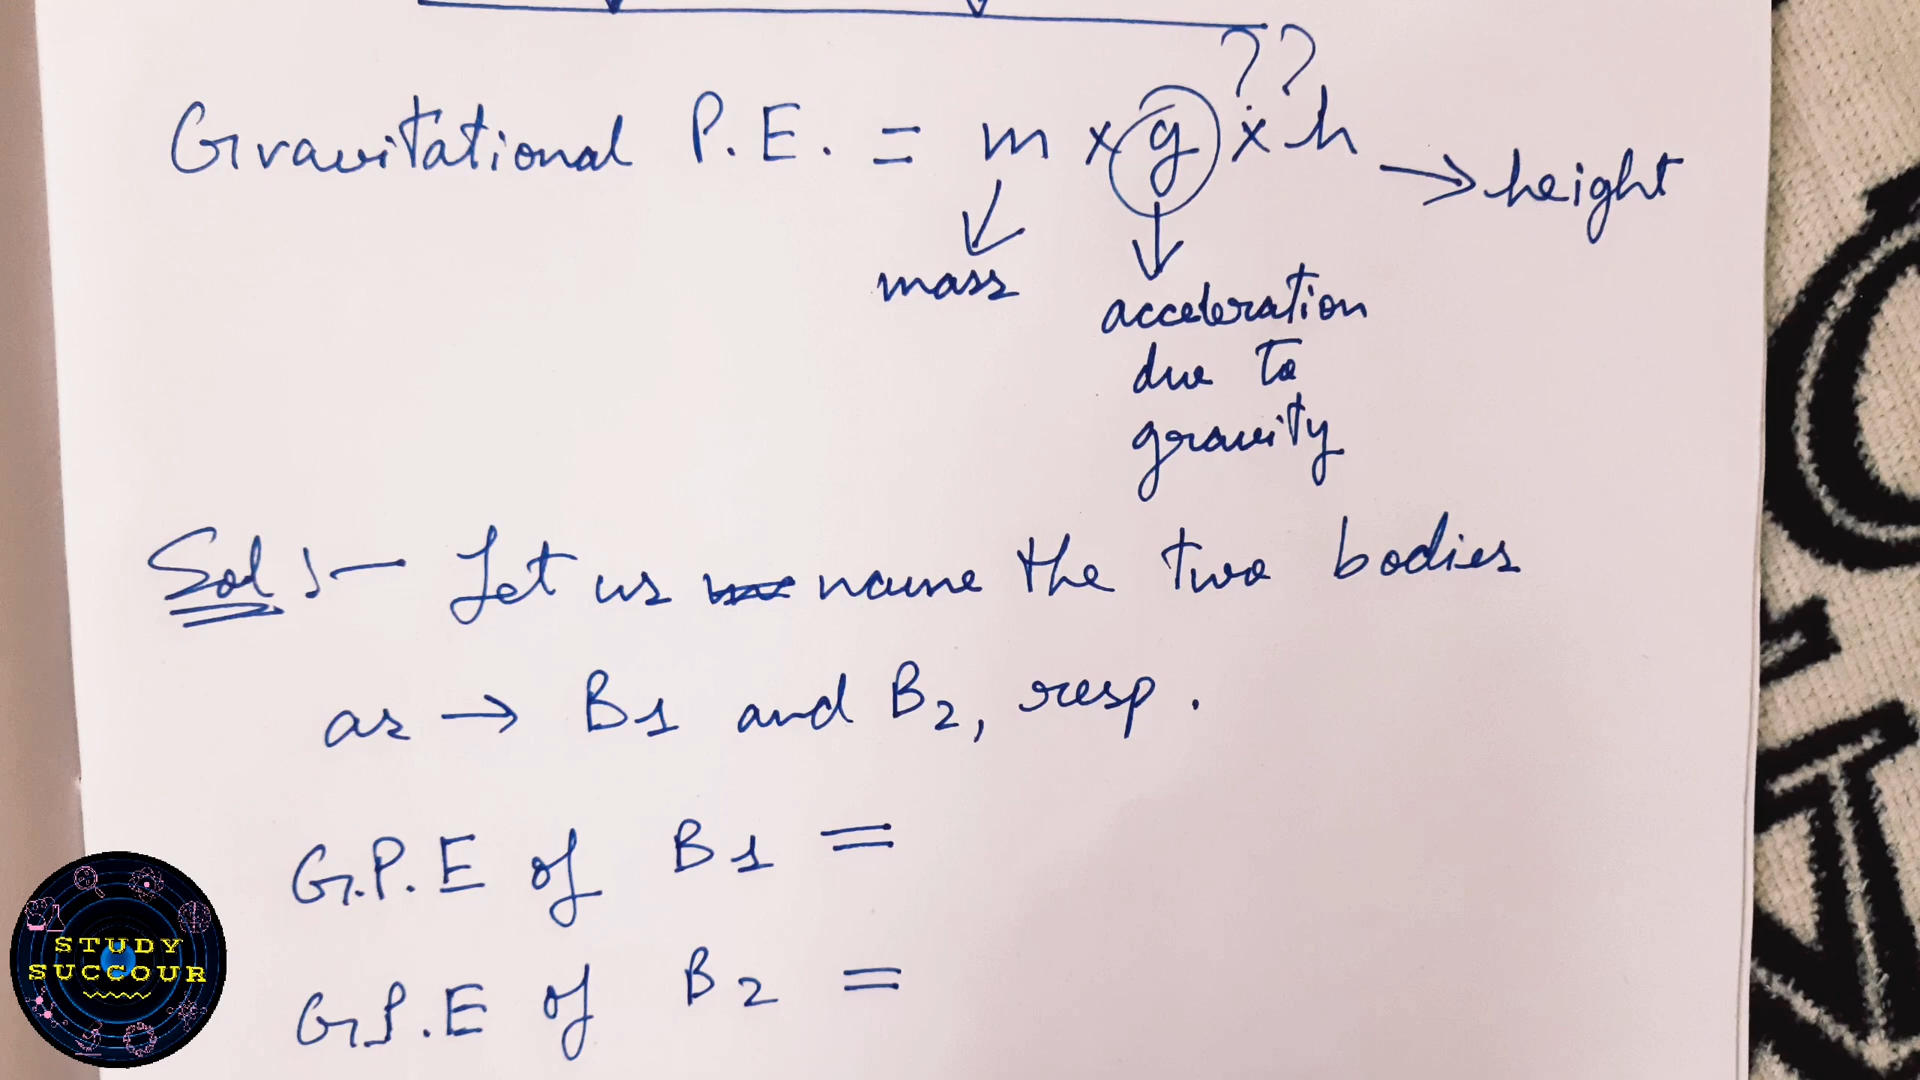 ??
Gravitational P.E. = m x g x h
→ height
mass
acceleration
due to
gravity
Sol :- Let us name the two bodies
as → B1 and B2, resp.
G.P.E of B1 =
G.P.E of B2 =
STUDY
SUCCOUR